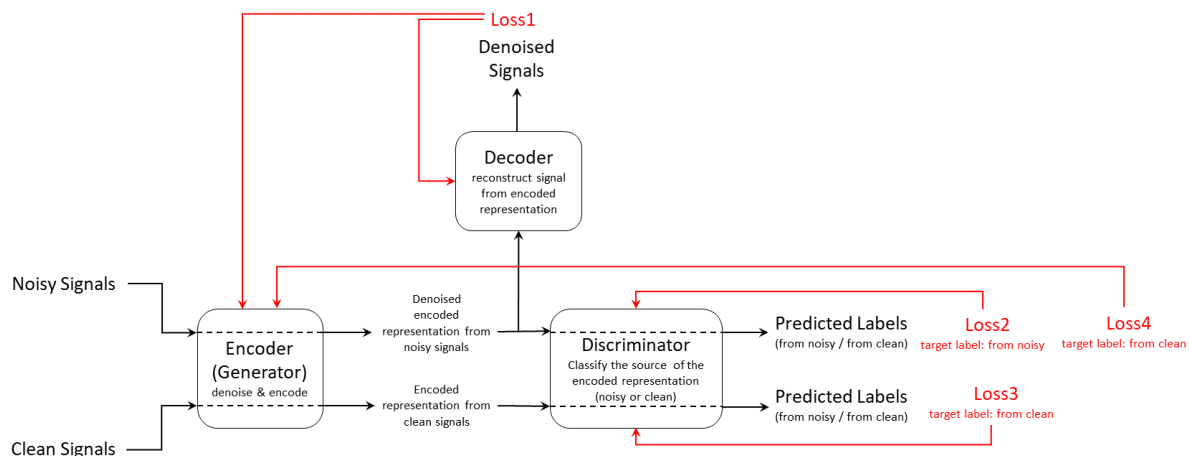 Loss1
Denoised
Signals
Decoder
reconstruct signal
from encoded
representation
Noisy Signals
Clean Signals
Encoder
(Generator)
denoise & encode
Denoised
encoded
representation from
noisy signals
Encoded
representation from
clean signals
Discriminator
Classify the source of the
encoded representation
(noisy or clean)
Predicted Labels
(from noisy / from clean)
Loss2
target label: from noisy
Loss4
target label: from clean
Predicted Labels
(from noisy / from clean)
Loss3
target label: from clean